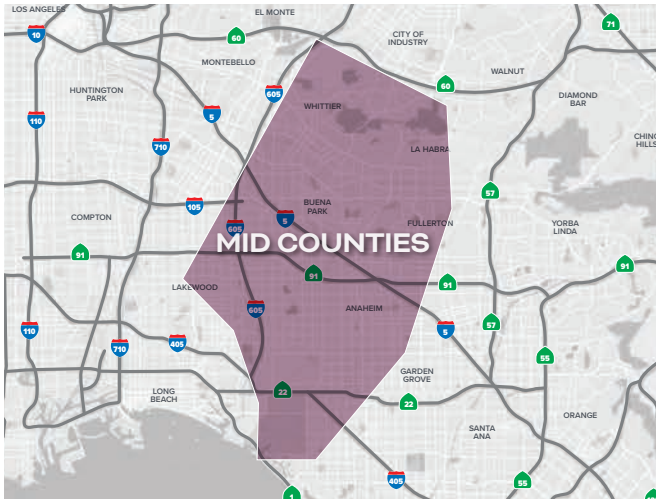 LOS ANGELES
EL MONTE
71
10
60
CITY OF
INDUSTRY
MONTEBELLO
WALNUT
60
605
HUNTINGTON
PARK
DIAMOND
BAR
WHITTIER
5
110
CHINO
HILLS
710
LA HABRA
57
105
BUENA
PARK
5
COMPTON
FULLERTON
YORBA
LINDA
605
MID COUNTIES
91
91
91
91
LAKEWOOD
605
ANAHEIM
57
110
5
710
405
55
GARDEN
GROVE
LONG
BEACH
22
22
ORANGE
SANTA
ANA
405
55
1